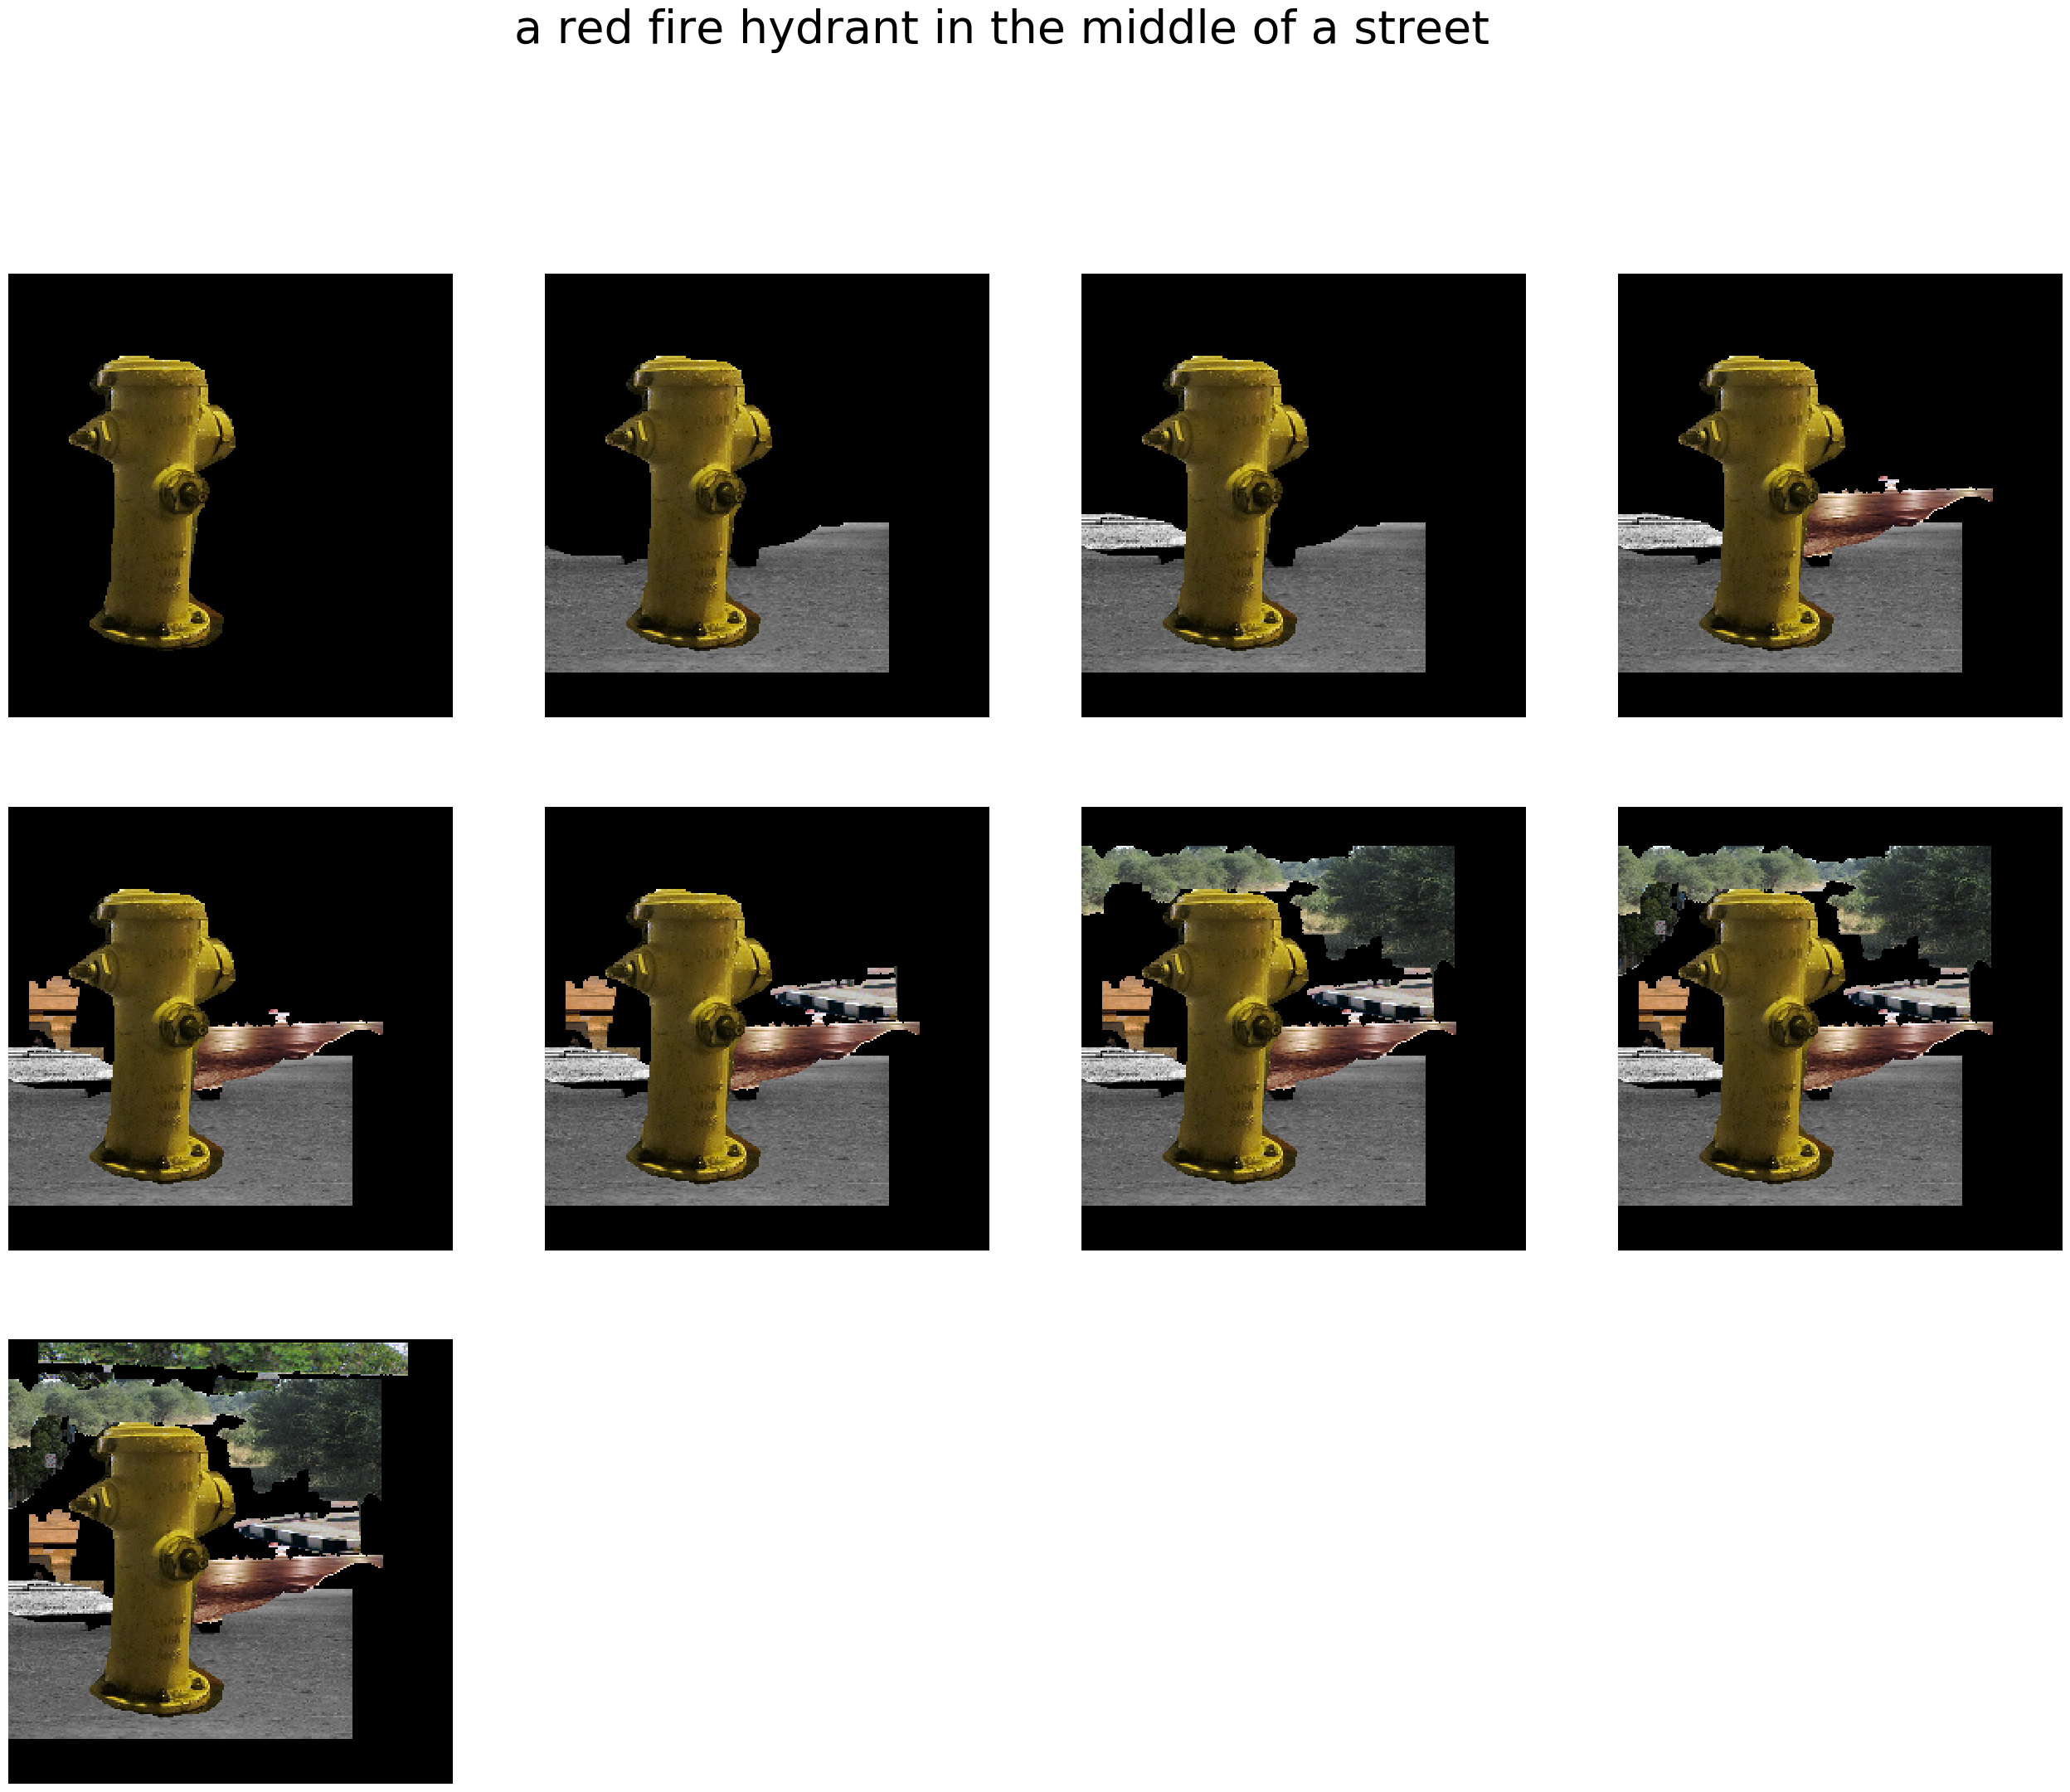 a red fire hydrant in the middle of a street